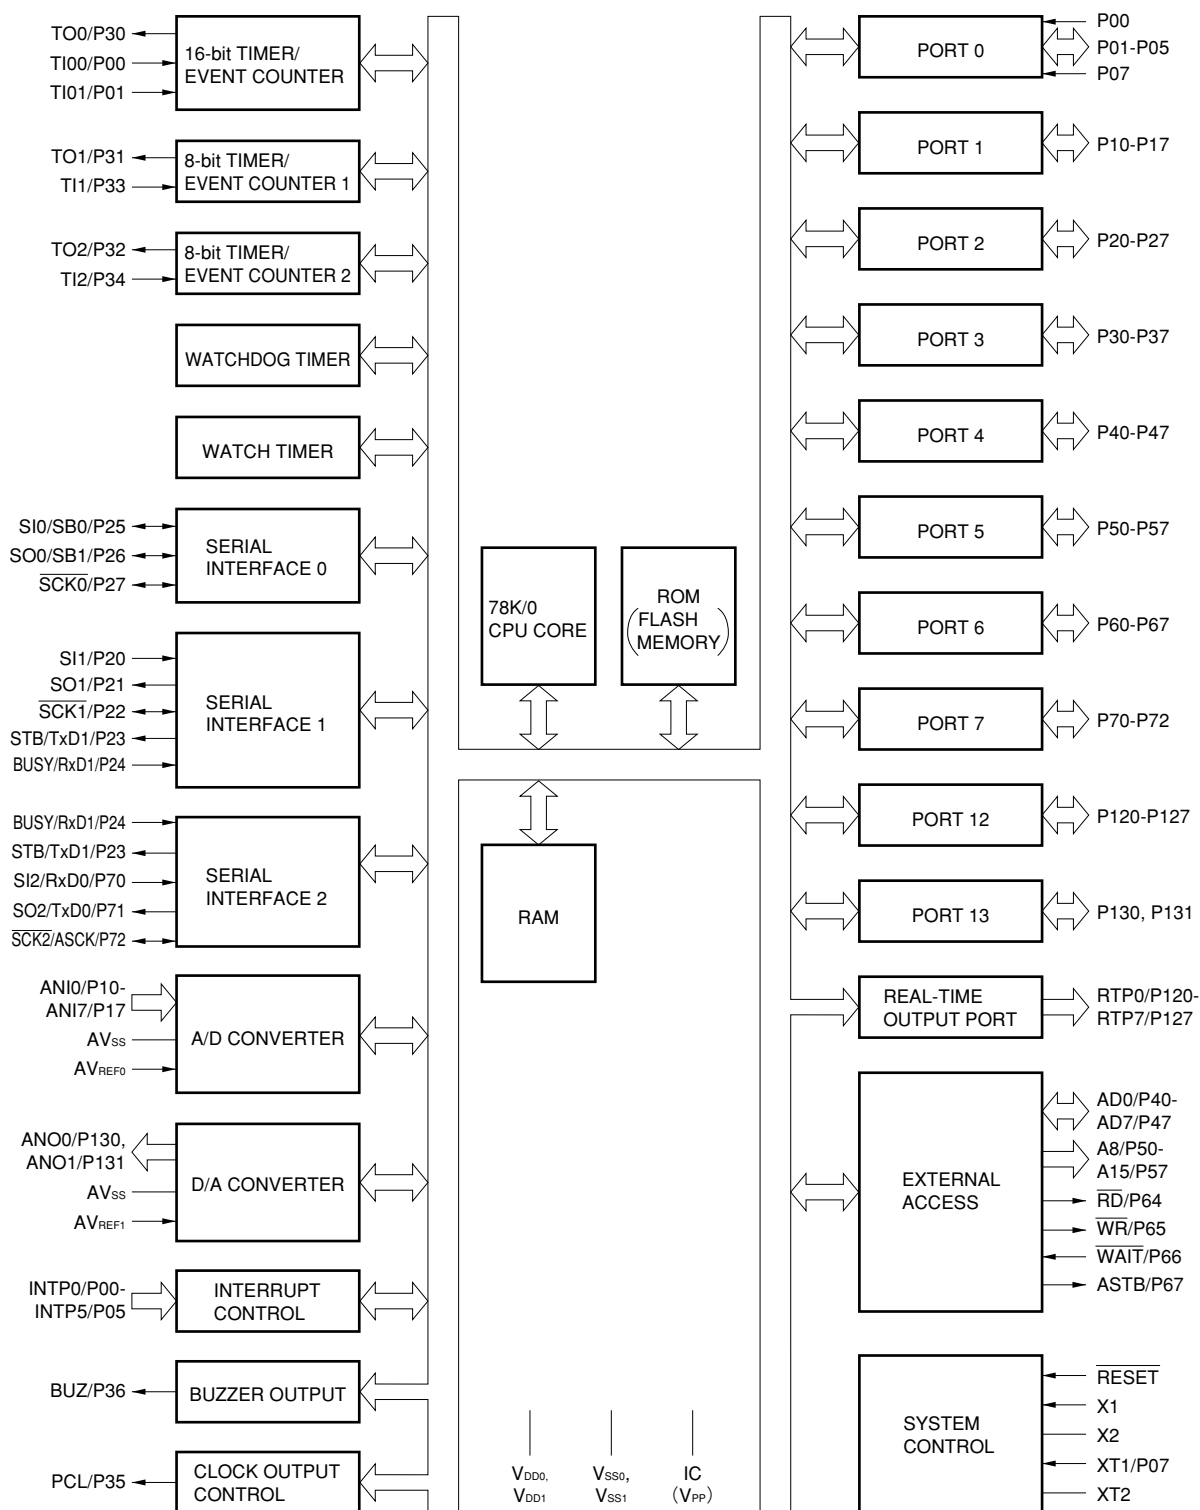 TO0/P30
TI00/P00
TI01/P01
16-bit TIMER/
EVENT COUNTER
TO1/P31
TI1/P33
8-bit TIMER/
EVENT COUNTER 1
TO2/P32
TI2/P34
8-bit TIMER/
EVENT COUNTER 2
WATCHDOG TIMER
WATCH TIMER
SI0/SB0/P25
SO0/SB1/P26
SCK0/P27
SERIAL
INTERFACE 0
SI1/P20
SO1/P21
SCK1/P22
STB/TxD1/P23
BUSY/RxD1/P24
SERIAL
INTERFACE 1
BUSY/RxD1/P24
STB/TxD1/P23
SI2/RxD0/P70
SO2/TxD0/P71
SCK2/ASCK/P72
SERIAL
INTERFACE 2
ANI0/P10-
ANI7/P17
AVSS
AVREF0
A/D CONVERTER
ANO0/P130,
ANO1/P131
AVSS
AVREF1
D/A CONVERTER
INTP0/P00-
INTP5/P05
INTERRUPT
CONTROL
BUZ/P36
BUZZER OUTPUT
PCL/P35
CLOCK OUTPUT
CONTROL
78K/0
CPU CORE
ROM
(FLASH
MEMORY)
RAM
VDD0,
VDD1
VSS0,
VSS1
IC
(VPP)
PORT 0
P00
P01-P05
P07
PORT 1
P10-P17
PORT 2
P20-P27
PORT 3
P30-P37
PORT 4
P40-P47
PORT 5
P50-P57
PORT 6
P60-P67
PORT 7
P70-P72
PORT 12
P120-P127
PORT 13
P130, P131
REAL-TIME
OUTPUT PORT
RTP0/P120-
RTP7/P127
EXTERNAL
ACCESS
AD0/P40-
AD7/P47
A8/P50-
A15/P57
RD/P64
WR/P65
WAIT/P66
ASTB/P67
SYSTEM
CONTROL
RESET
X1
X2
XT1/P07
XT2